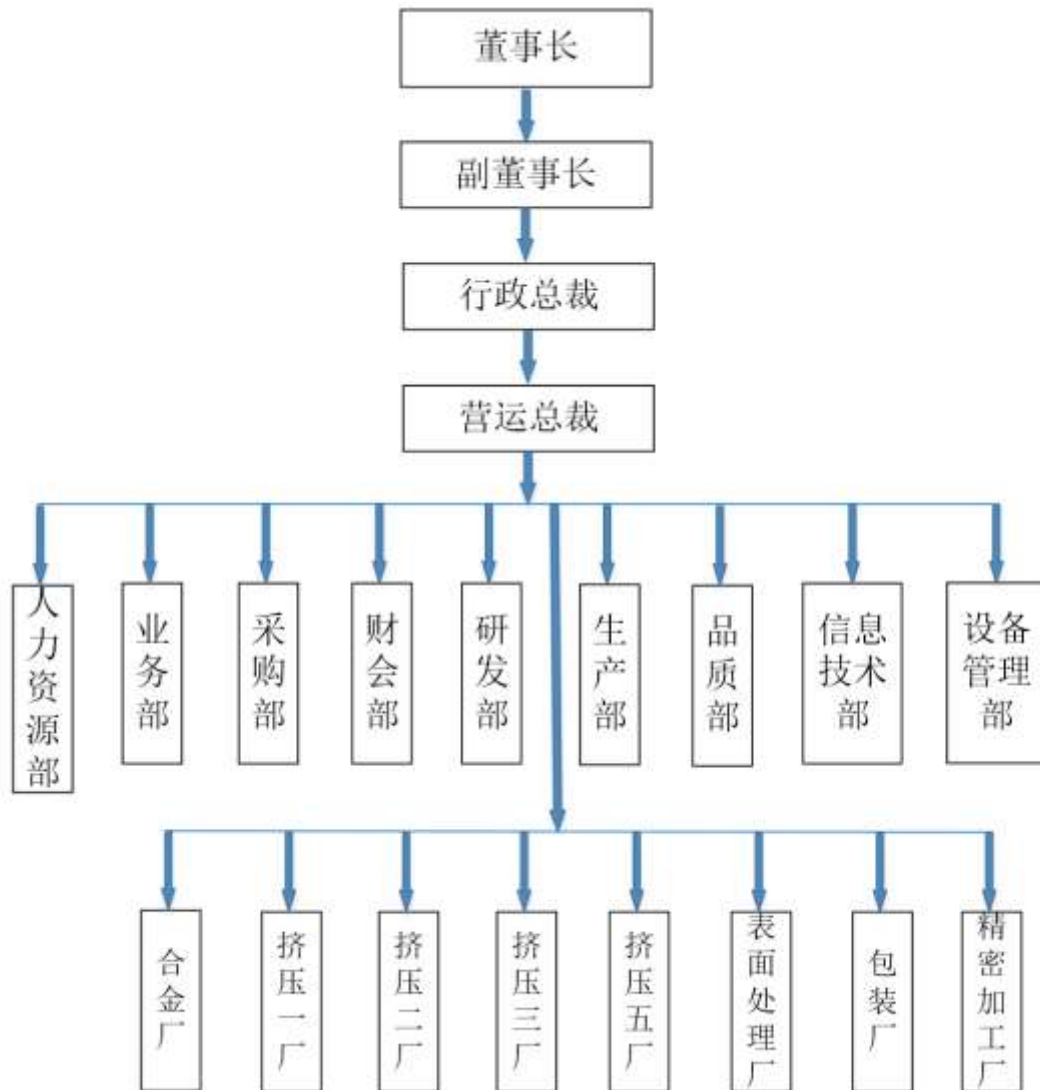 董事长
副董事长
行政总裁
营运总裁
人力资源部
业务部
采购部
财会部
研发部
生产部
品质部
信息技术部
设备管理部
合金厂
挤压一厂
挤压二厂
挤压三厂
挤压五厂
表面处理厂
包装厂
精密加工厂